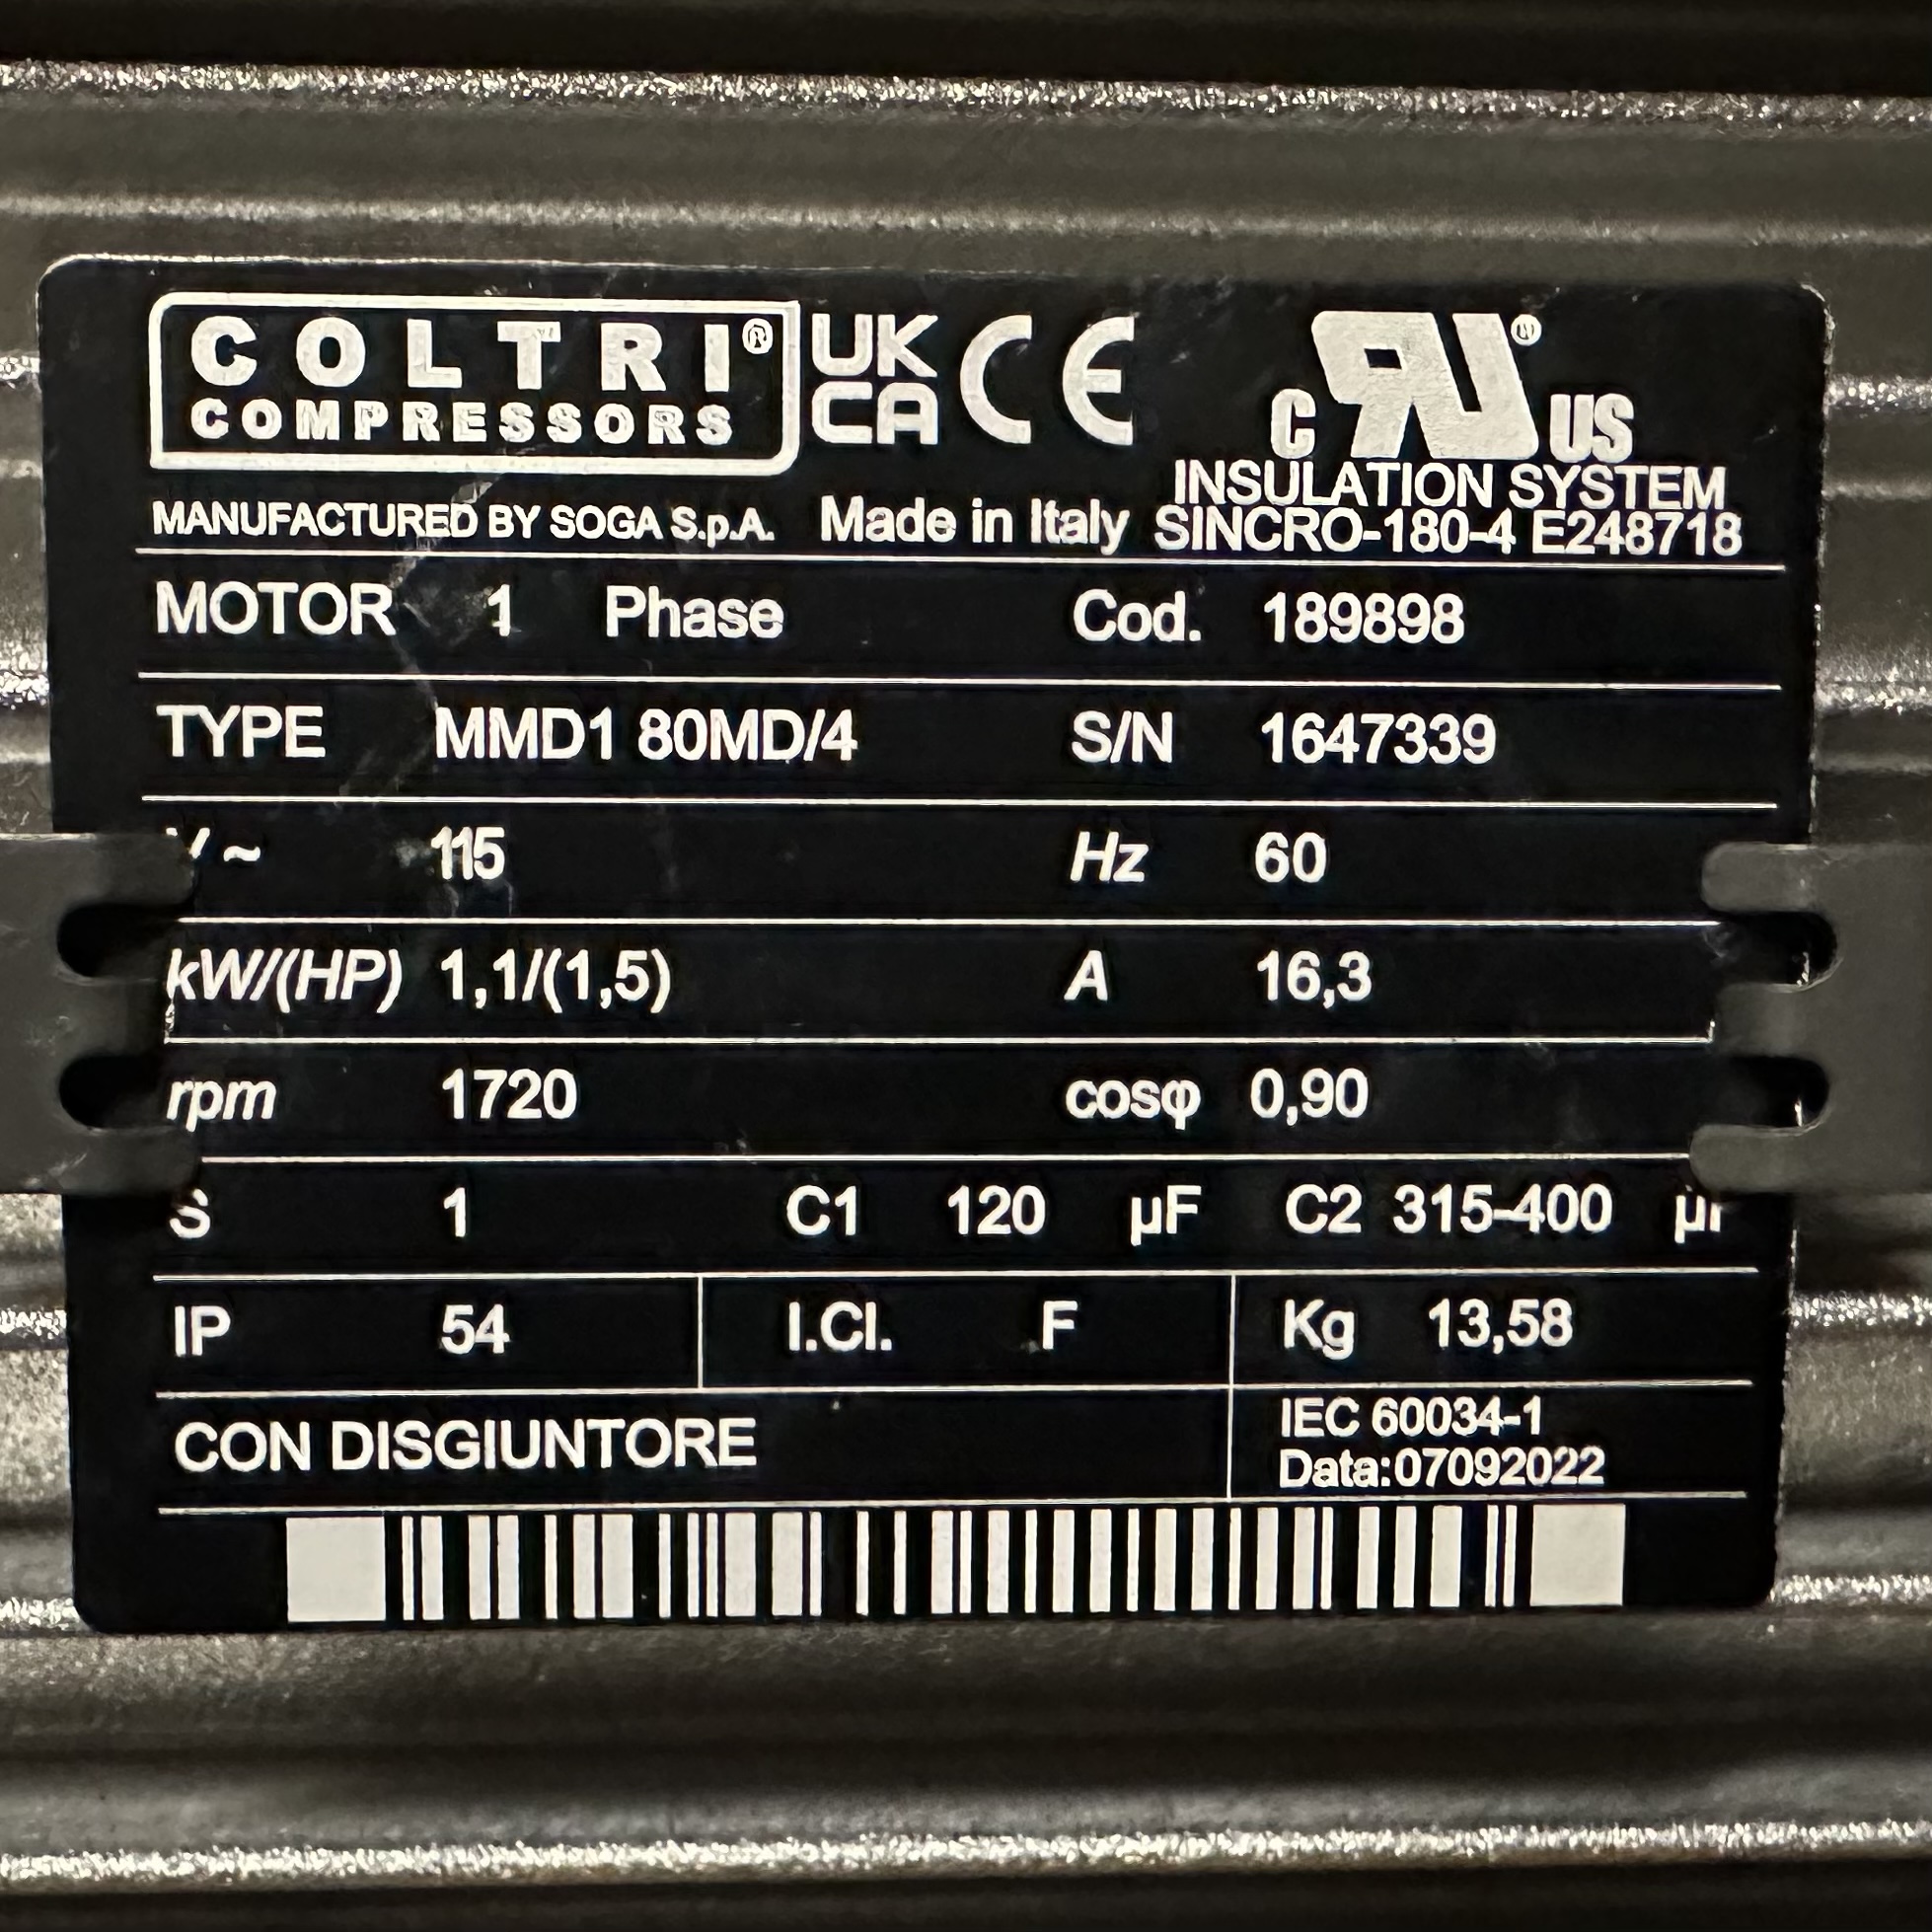 COLTRI®
COMPRESSORS
UK
CA CE
C RU® US
INSULATION SYSTEM
MANUFACTURED BY SOGA S.p.A. Made in Italy SINCRO-180-4 E248718
MOTOR 1 Phase Cod. 189898
TYPE MMD1 80MD/4 S/N 1647339
V ~ 115 Hz 60
kW/(HP) 1,1/(1,5) A 16,3
rpm 1720 cosφ 0,90
S 1 C1 120 µF C2 315-400 µF
IP 54 I.Cl. F Kg 13,58
CON DISGIUNTORE
IEC 60034-1
Data:07092022